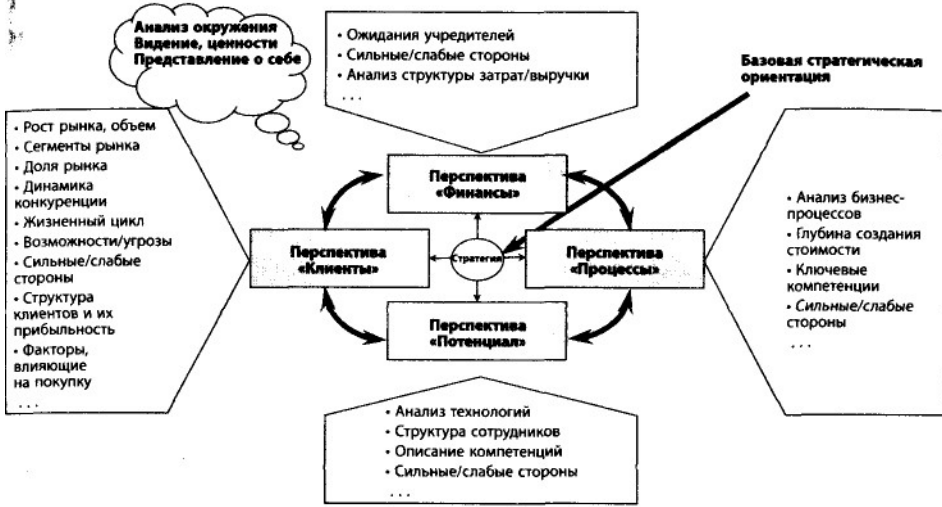 Анализ окружения
Видение, ценности
Представление о себе
• Ожидания учредителей
• Сильные/слабые стороны
• Анализ структуры затрат/выручки
...
Базовая стратегическая
ориентация
• Рост рынка, объем
• Сегменты рынка
• Доля рынка
• Динамика
конкуренции
• Жизненный цикл
• Возможности/угрозы
• Сильные/слабые
стороны
• Структура
клиентов и их
прибыльность
• Факторы,
влияющие
на покупку
...
Перспектива
«Финансы»
Перспектива
«Клиенты»
Стратегия
Перспектива
«Процессы»
Перспектива
«Потенциал»
• Анализ бизнес-
процессов
• Глубина создания
стоимости
• Ключевые
компетенции
• Сильные/слабые
стороны
...
• Анализ технологий
• Структура сотрудников
• Описание компетенций
• Сильные/слабые стороны
...